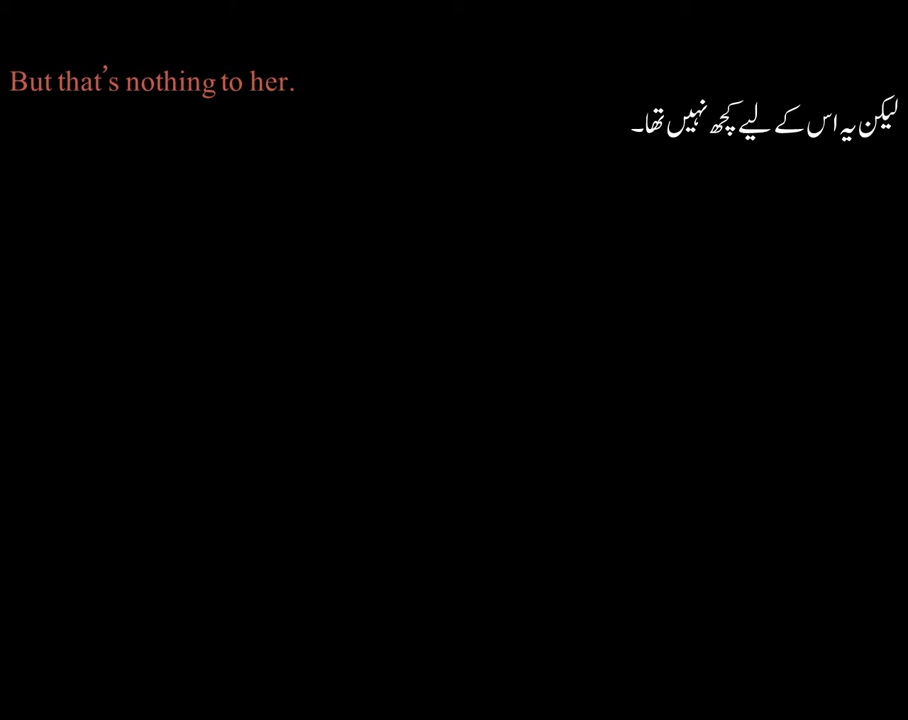 But that’s nothing to her.
لیکن یہ اس کے لیے کچھ نہیں تھا۔